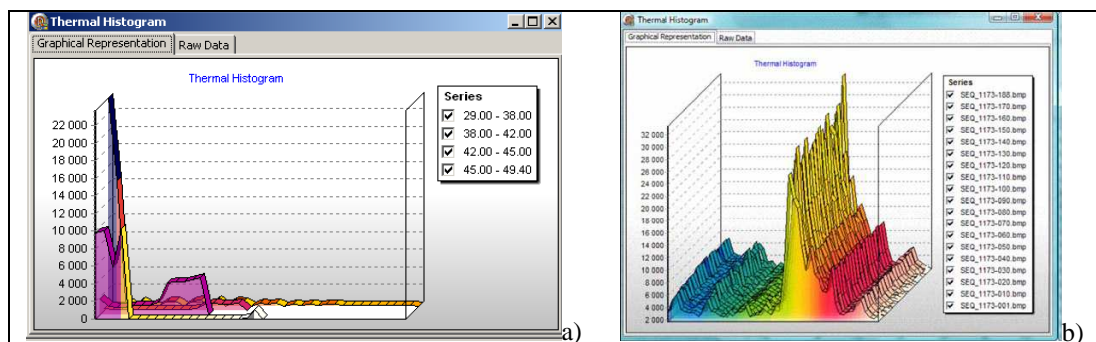 Thermal Histogram
Graphical Representation Raw Data
Thermal Histogram
22 000
20 000
18 000
16 000
14 000
12 000
10 000
8 000
6 000
4 000
2 000
0
Series
29.00 - 38.00
38.00 - 42.00
42.00 - 45.00
45.00 - 49.40
a)
Thermal Histogram
Graphical Representation Raw Data
Thermal Histogram
32 000
30 000
28 000
26 000
24 000
22 000
20 000
18 000
16 000
14 000
12 000
10 000
8 000
6 000
4 000
2 000
Series
SEQ_1173-188.bmp
SEQ_1173-170.bmp
SEQ_1173-160.bmp
SEQ_1173-150.bmp
SEQ_1173-140.bmp
SEQ_1173-130.bmp
SEQ_1173-120.bmp
SEQ_1173-110.bmp
SEQ_1173-100.bmp
SEQ_1173-090.bmp
SEQ_1173-080.bmp
SEQ_1173-070.bmp
SEQ_1173-060.bmp
SEQ_1173-050.bmp
SEQ_1173-040.bmp
SEQ_1173-030.bmp
SEQ_1173-020.bmp
SEQ_1173-010.bmp
SEQ_1173-001.bmp
b)